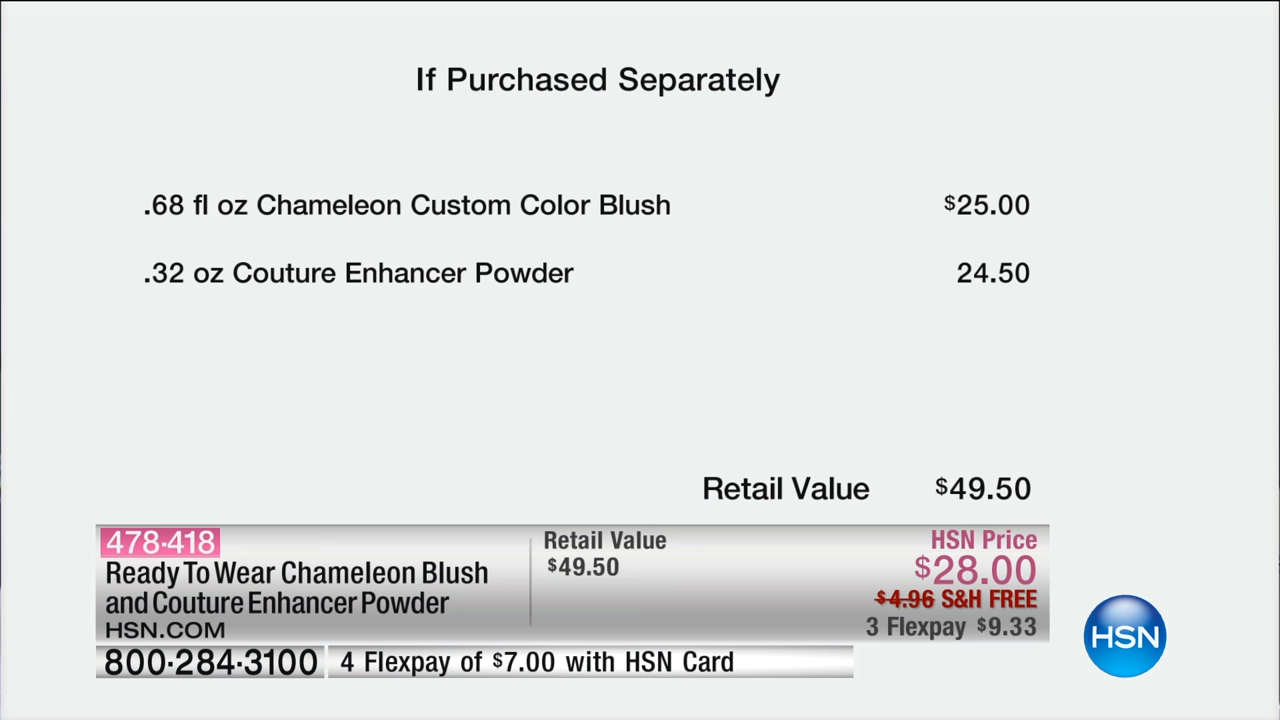 If Purchased Separately
.68 fl oz Chameleon Custom Color Blush $25.00
.32 oz Couture Enhancer Powder 24.50
Retail Value $49.50
478·418
Ready To Wear Chameleon Blush
and Couture Enhancer Powder
HSN.COM
Retail Value
$49.50
HSN Price
$28.00
$4.96 S&H FREE
3 Flexpay $9.33
800·284·3100
4 Flexpay of $7.00 with HSN Card
HSN